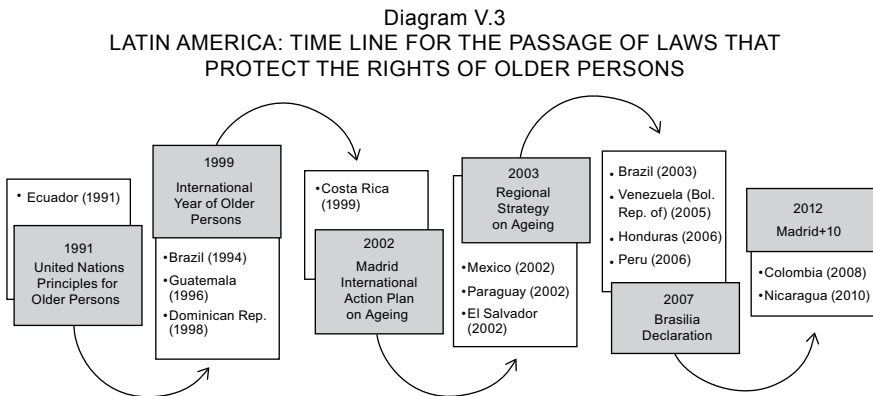 Diagram V.3
LATIN AMERICA: TIME LINE FOR THE PASSAGE OF LAWS THAT
PROTECT THE RIGHTS OF OLDER PERSONS
• Ecuador (1991)
1991
United Nations
Principles for
Older Persons
1999
International
Year of Older
Persons
•Brazil (1994)
•Guatemala
(1996)
•Dominican Rep.
(1998)
•Costa Rica
(1999)
2002
Madrid
International
Action Plan
on Ageing
2003
Regional
Strategy
on Ageing
•Mexico (2002)
•Paraguay (2002)
•El Salvador
(2002)
• Brazil (2003)
• Venezuela (Bol.
Rep. of) (2005)
• Honduras (2006)
• Peru (2006)
2007
Brasilia
Declaration
2012
Madrid+10
•Colombia (2008)
•Nicaragua (2010)